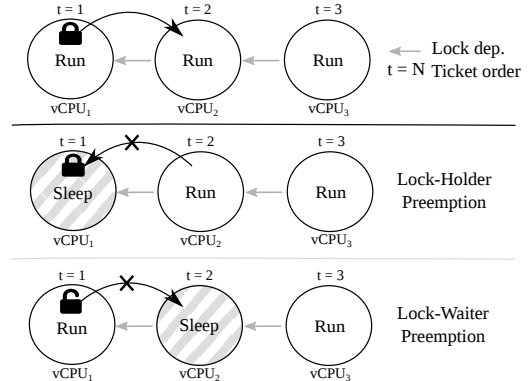 t = 1 t = 2 t = 3
Run Run Run
Lock dep.
t = N Ticket order
vCPU1 vCPU2 vCPU3
t = 1 t = 2 t = 3
Sleep Run Run
Lock-Holder
Preemption
vCPU1 vCPU2 vCPU3
t = 1 t = 2 t = 3
Run Sleep Run
Lock-Waiter
Preemption
vCPU1 vCPU2 vCPU3